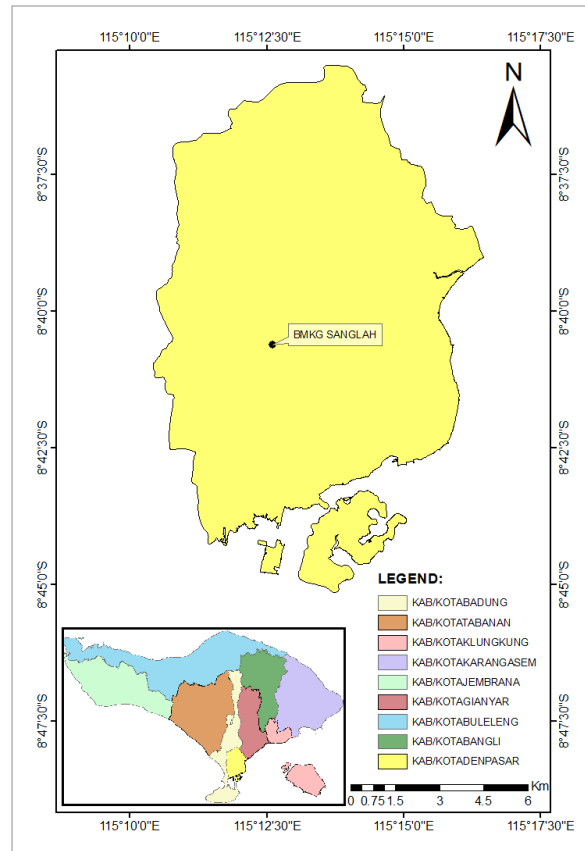 115°10'0"E 115°12'30"E 115°15'0"E 115°17'30"E
N
8°37'30"S 8°37'30"S
8°40'0"S 8°40'0"S
BMKG SANGLAH
8°42'30"S 8°42'30"S
8°45'0"S 8°45'0"S
LEGEND:
KAB/KOTABADUNG
KAB/KOTATABANAN
KAB/KOTAKLUNGKUNG
KAB/KOTAKARANGASEM
KAB/KOTAJEMBRANA
KAB/KOTAGIANYAR
KAB/KOTABULELENG
KAB/KOTABANGLI
KAB/KOTADENPASAR
8°47'30"S 8°47'30"S
Km
0 0.75 1.5 3 4.5 6
115°10'0"E 115°12'30"E 115°15'0"E 115°17'30"E